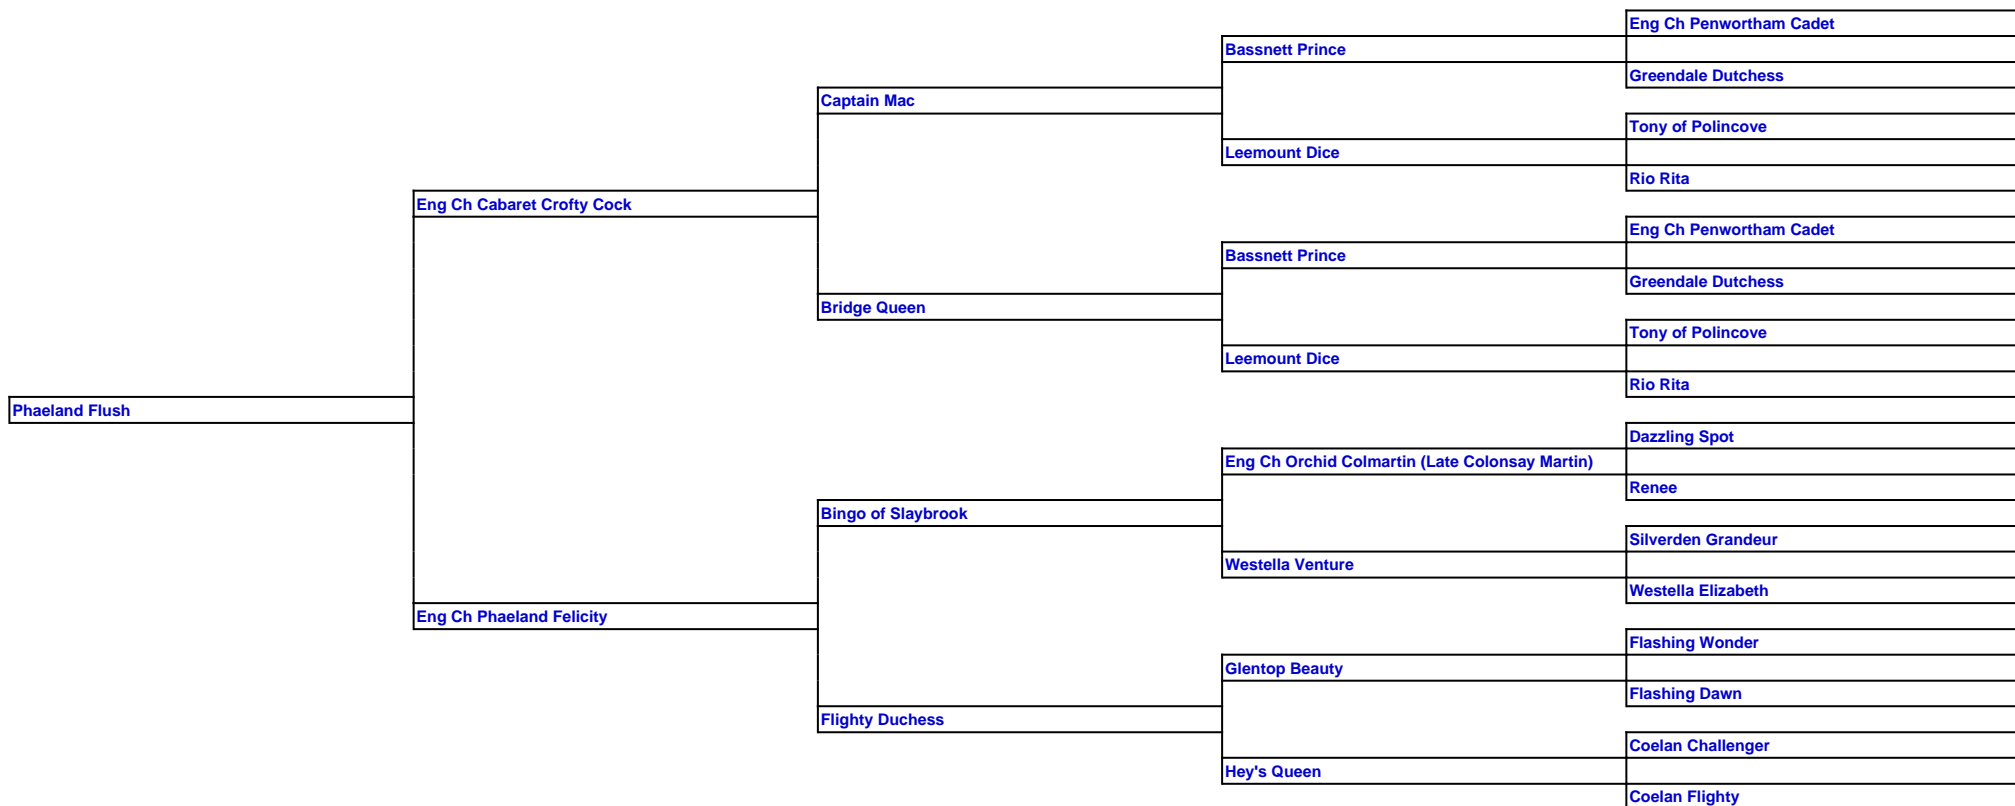 Eng Ch Penwortham Cadet
Bassnett Prince
Greendale Dutchess
Captain Mac
Tony of Polincove
Leemount Dice
Rio Rita
Eng Ch Cabaret Crofty Cock
Eng Ch Penwortham Cadet
Bassnett Prince
Greendale Dutchess
Bridge Queen
Tony of Polincove
Leemount Dice
Rio Rita
Phaeland Flush
Dazzling Spot
Eng Ch Orchid Colmartin (Late Colonsay Martin)
Renee
Bingo of Slaybrook
Silverden Grandeur
Westella Venture
Westella Elizabeth
Eng Ch Phaeland Felicity
Flashing Wonder
Glentop Beauty
Flashing Dawn
Flighty Duchess
Coelan Challenger
Hey's Queen
Coelan Flighty